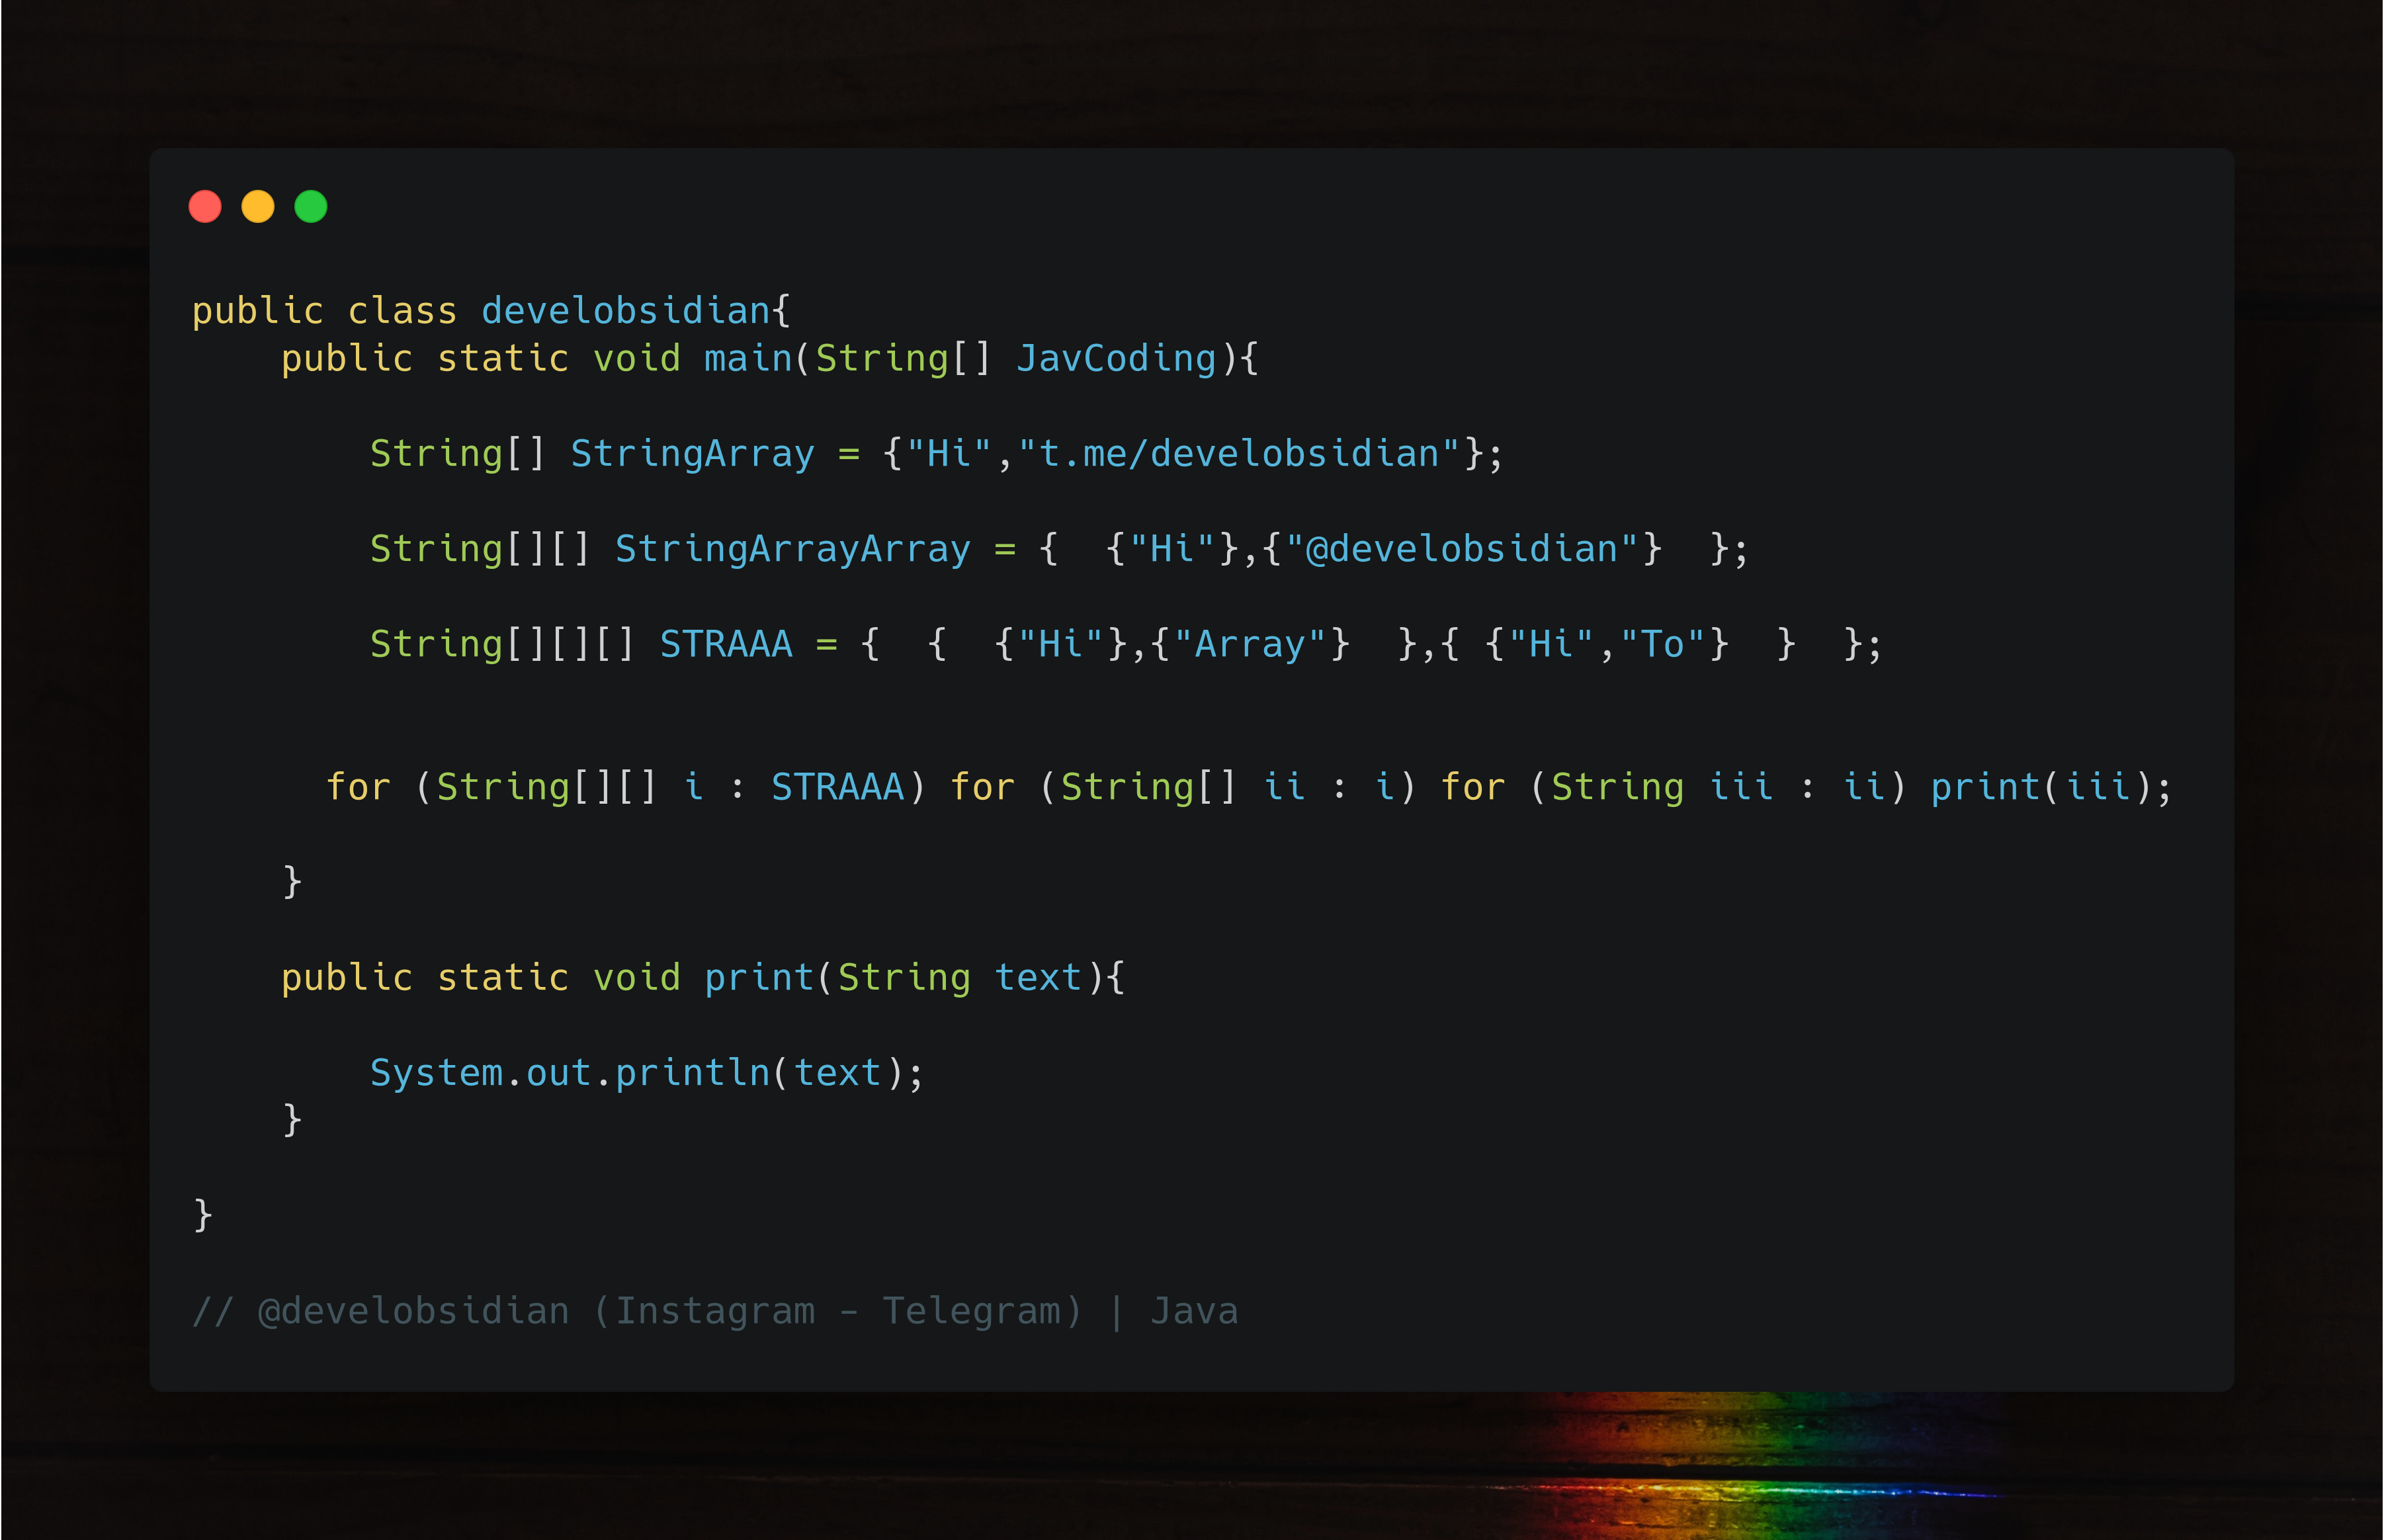 public class develobsidian{
    public static void main(String[] JavCoding){
        String[] StringArray = {"Hi","t.me/develobsidian"};
        String[][] StringArrayArray = {  {"Hi"},{"@develobsidian"}  };
        String[][][] STRAAA = {  {  {"Hi"},{"Array"}  },{ {"Hi","To"}  }  };
      for (String[][] i : STRAAA) for (String[] ii : i) for (String iii : ii) print(iii);
    }
    public static void print(String text){
        System.out.println(text);
    }
}
// @develobsidian (Instagram - Telegram) | Java